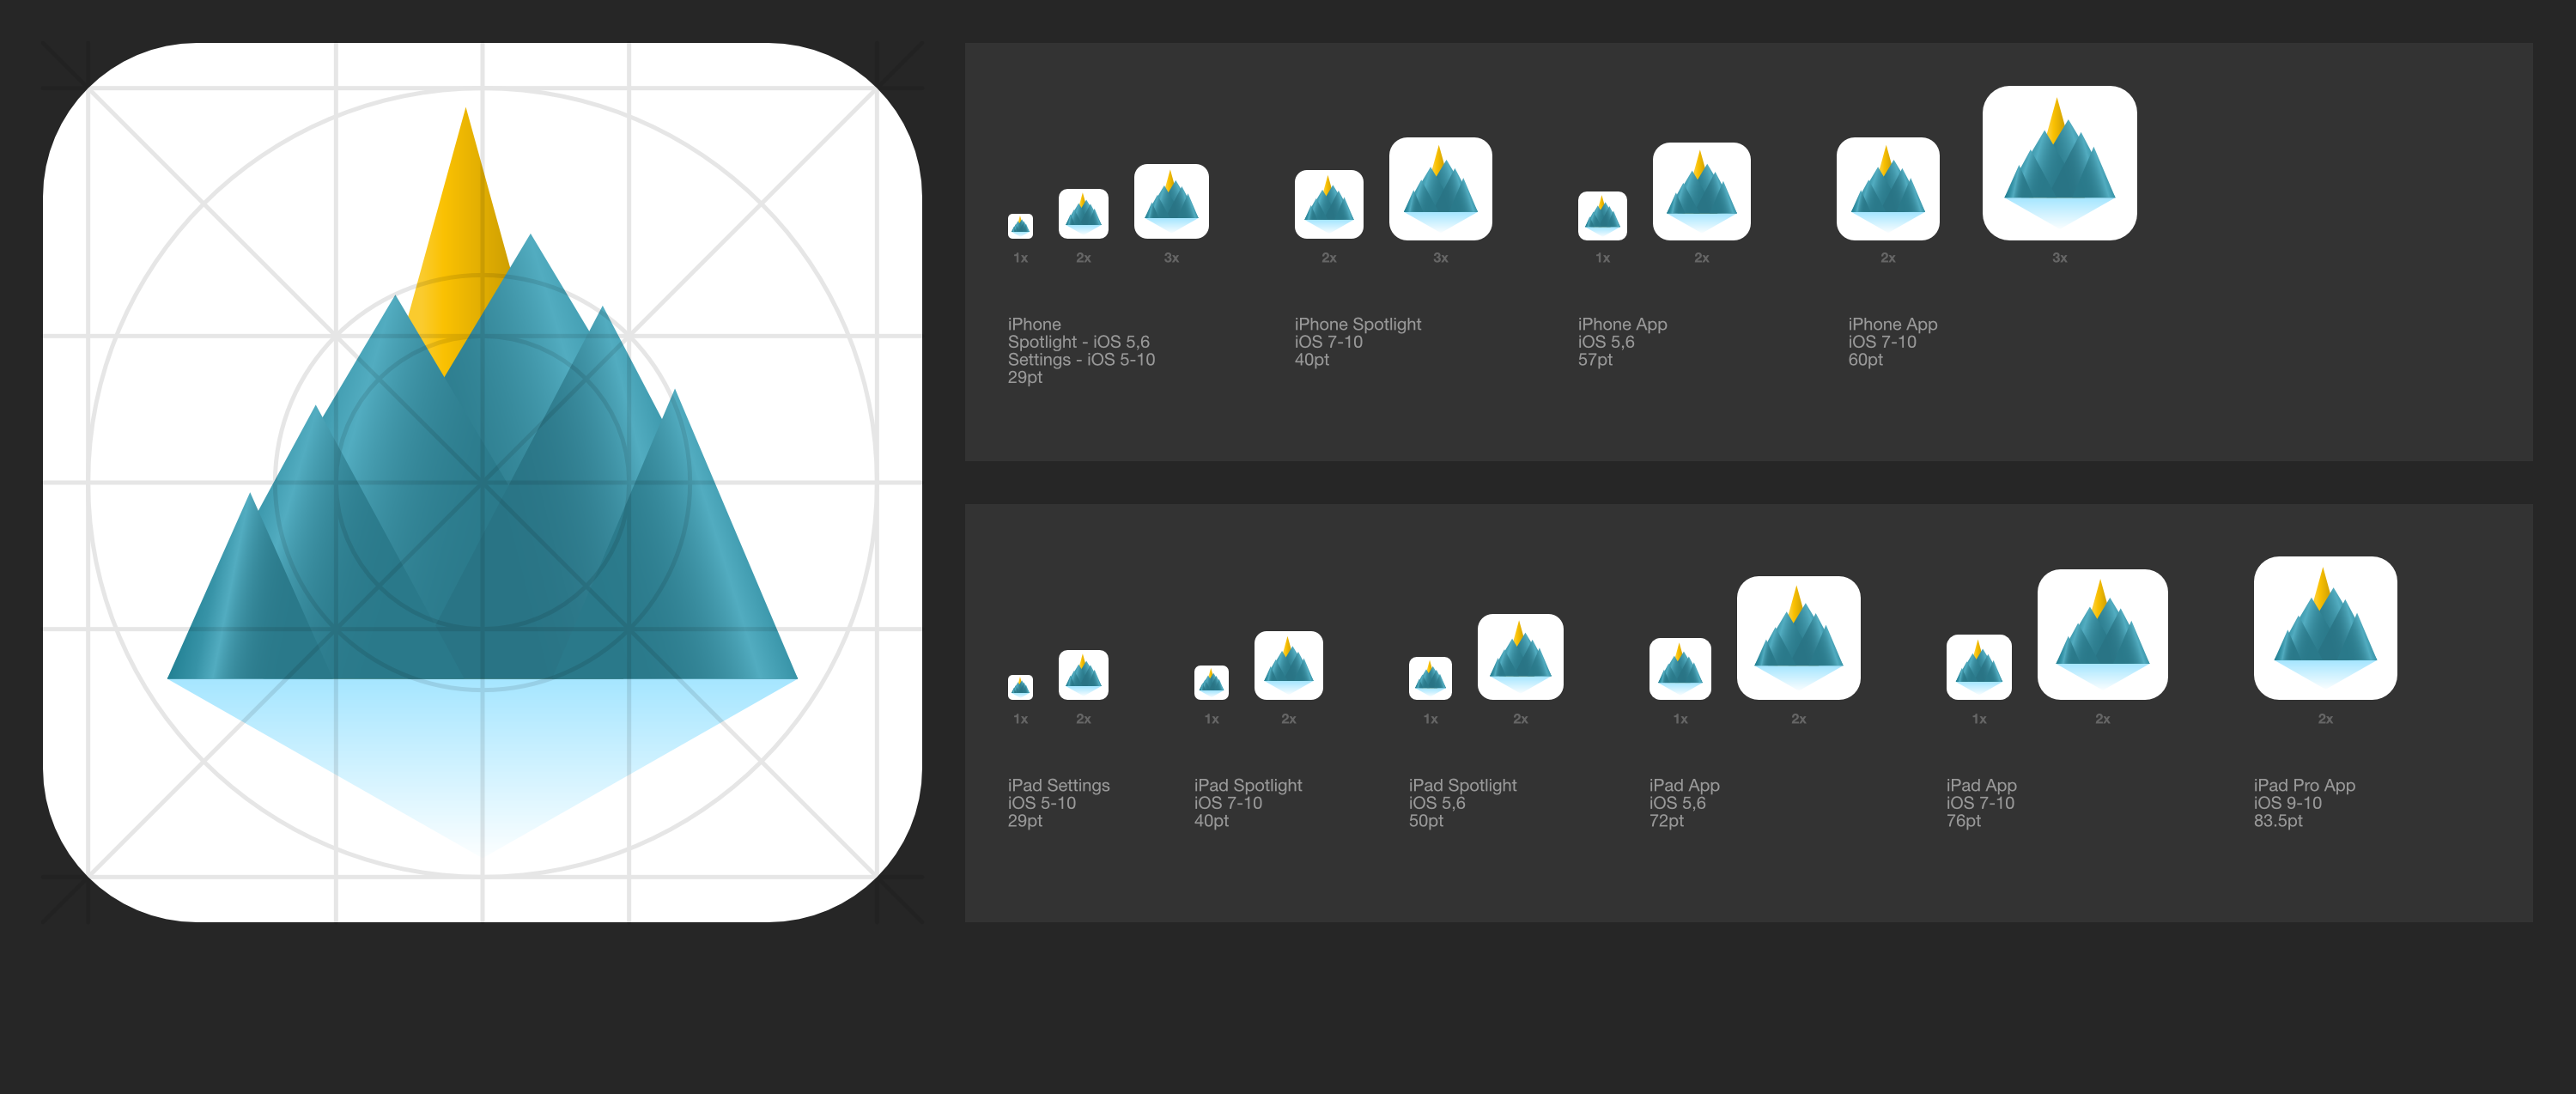 1x
2x
3x
2x
3x
1x
2x
2x
3x
iPhone
Spotlight - iOS 5,6
Settings - iOS 5-10
29pt
iPhone Spotlight
iOS 7-10
40pt
iPhone App
iOS 5,6
57pt
iPhone App
iOS 7-10
60pt
1x
2x
1x
2x
1x
2x
1x
2x
1x
2x
2x
iPad Settings
iOS 5-10
29pt
iPad Spotlight
iOS 7-10
40pt
iPad Spotlight
iOS 5,6
50pt
iPad App
iOS 5,6
72pt
iPad App
iOS 7-10
76pt
iPad Pro App
iOS 9-10
83.5pt